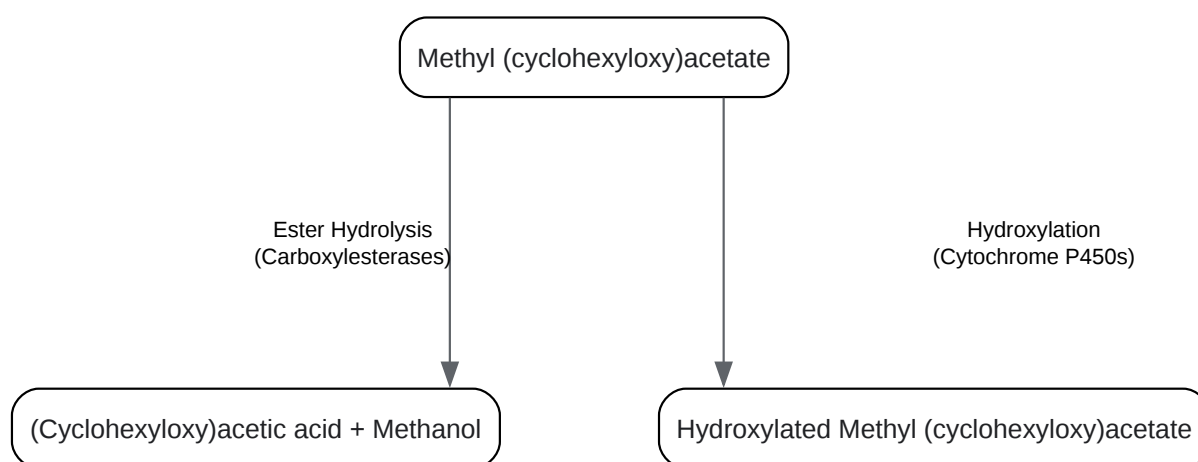 Methyl (cyclohexyloxy)acetate
Ester Hydrolysis
(Carboxylesterases)
Hydroxylation
(Cytochrome P450s)
(Cyclohexyloxy)acetic acid + Methanol
Hydroxylated Methyl (cyclohexyloxy)acetate